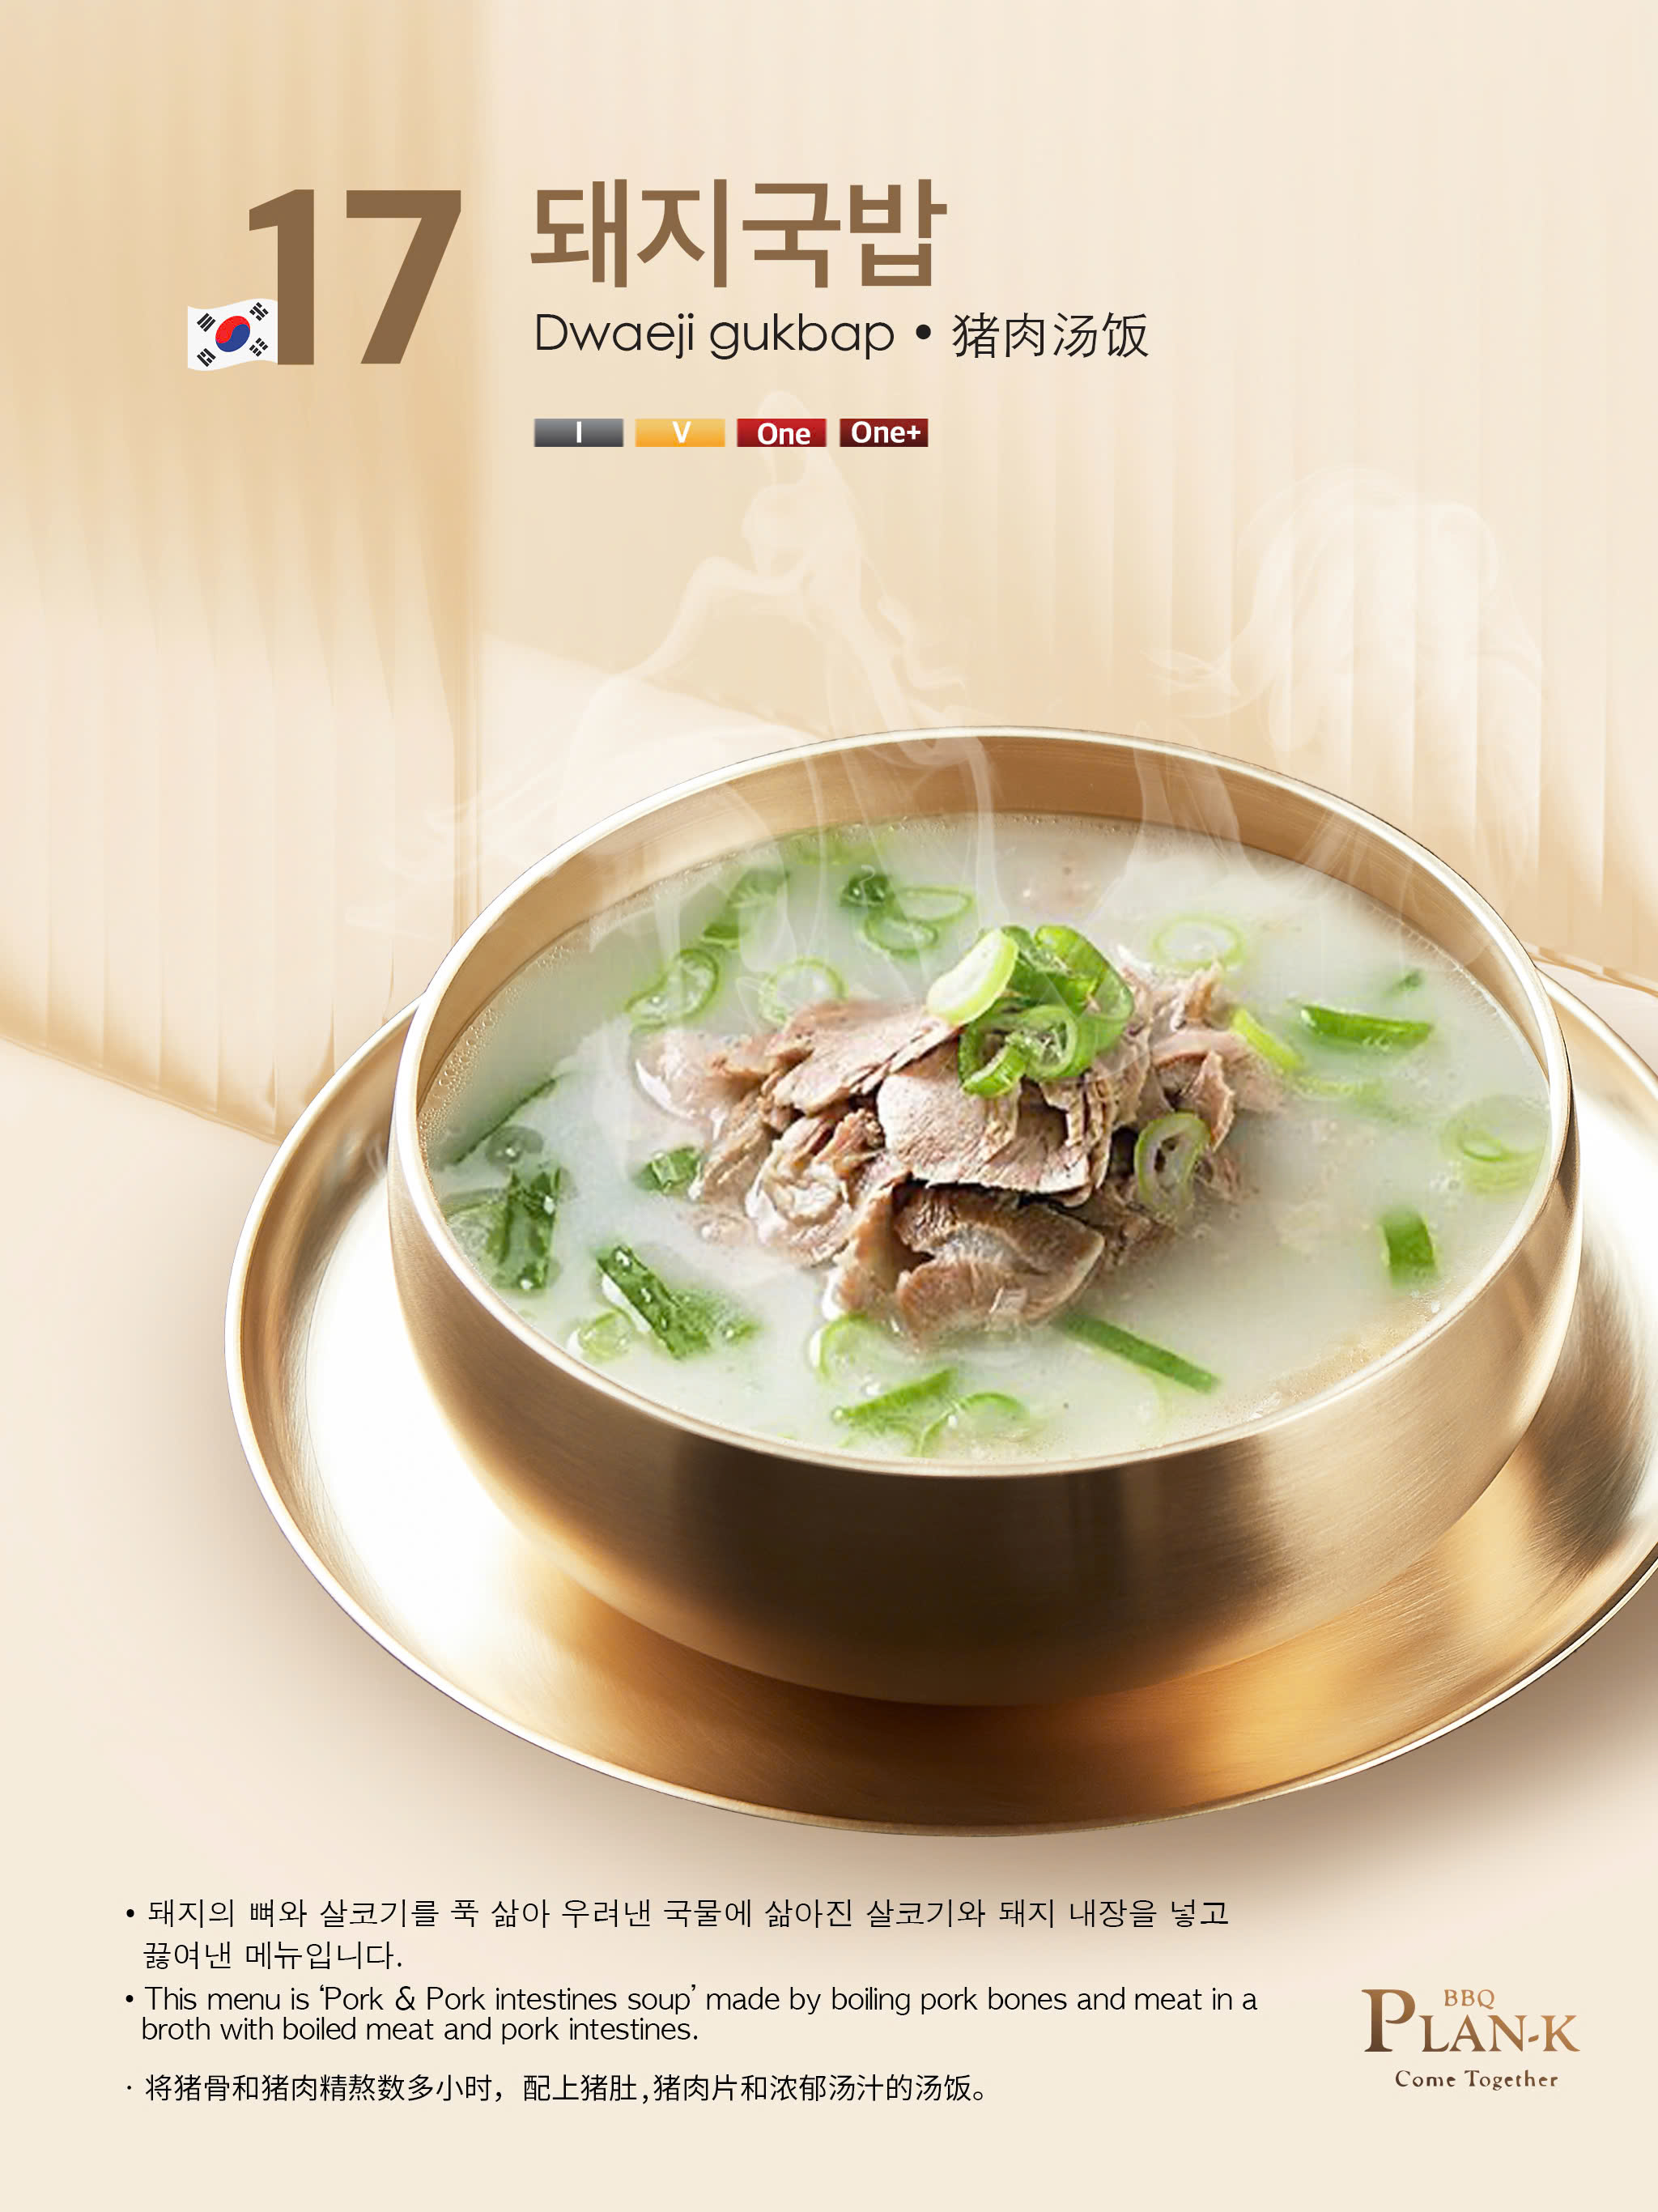 17
돼지국밥
Dwaeji gukbap • 猪肉汤饭
I V One One+
• 돼지의 뼈와 살코기를 푹 삶아 우려낸 국물에 삶아진 살코기와 돼지 내장을 넣고
끓여낸 메뉴입니다.
• This menu is ‘Pork & Pork intestines soup’ made by boiling pork bones and meat in a
broth with boiled meat and pork intestines.
· 将猪骨和猪肉精熬数多小时，配上猪肚,猪肉片和浓郁汤汁的汤饭。
BBQ
PLAN-K
Come Together